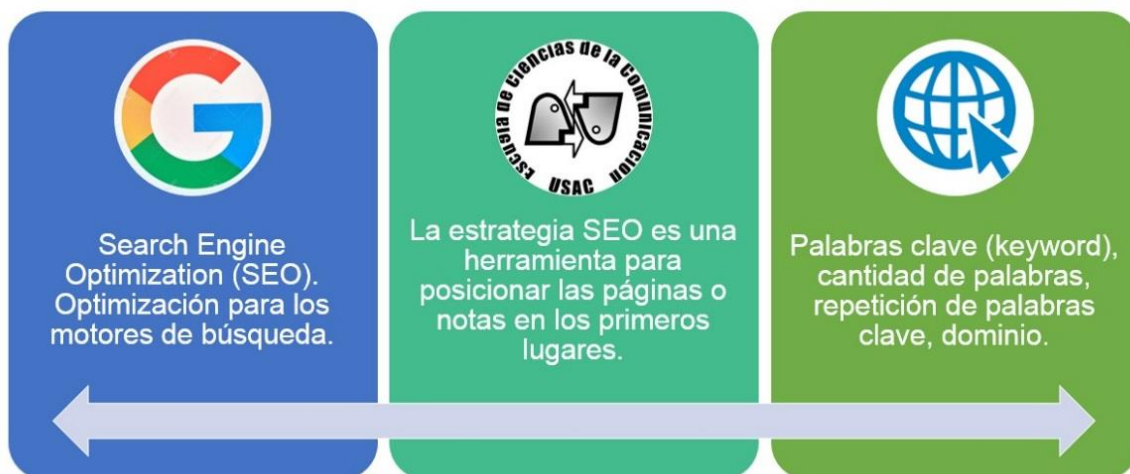 Search Engine
Optimization (SEO).
Optimización para los
motores de búsqueda.
Escuela de Ciencias de la Comunicación
USAC
La estrategia SEO es una
herramienta para
posicionar las páginas o
notas en los primeros
lugares.
Palabras clave (keyword),
cantidad de palabras,
repetición de palabras
clave, dominio.